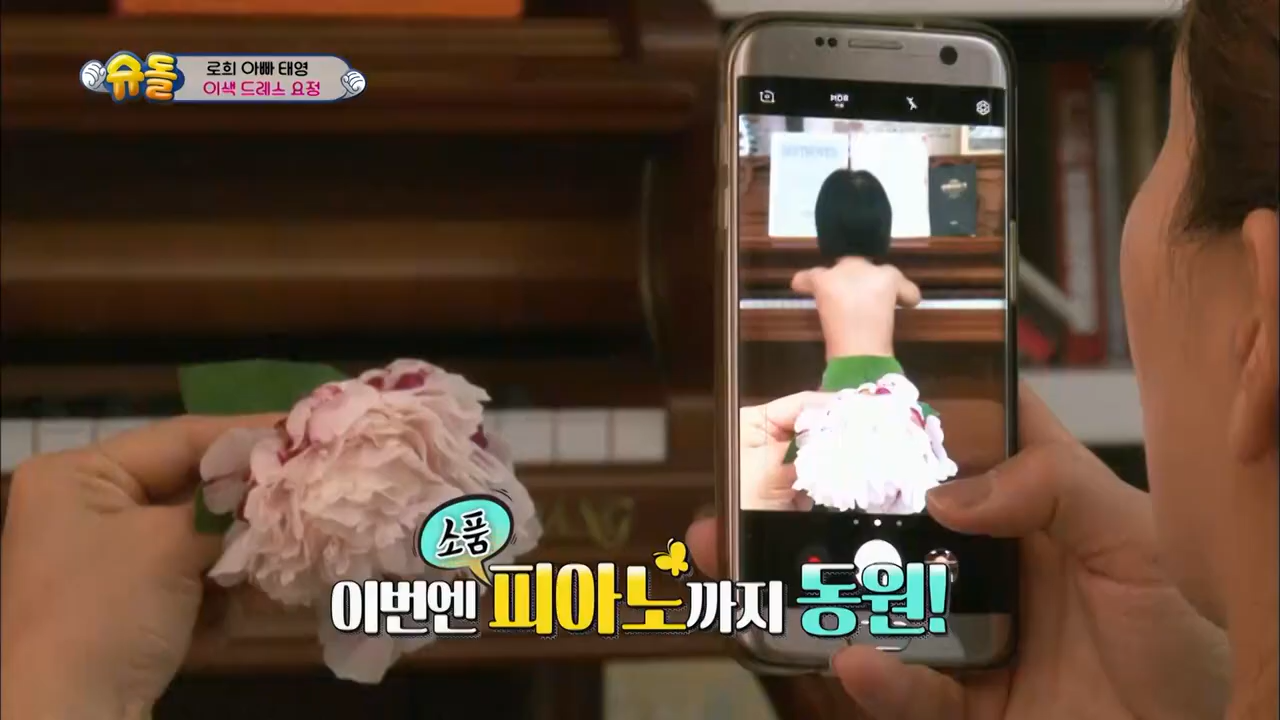 슈돌
로희 아빠 태영
이색 드레스 요정
HDR
소품
이번엔 피아노까지 동원!